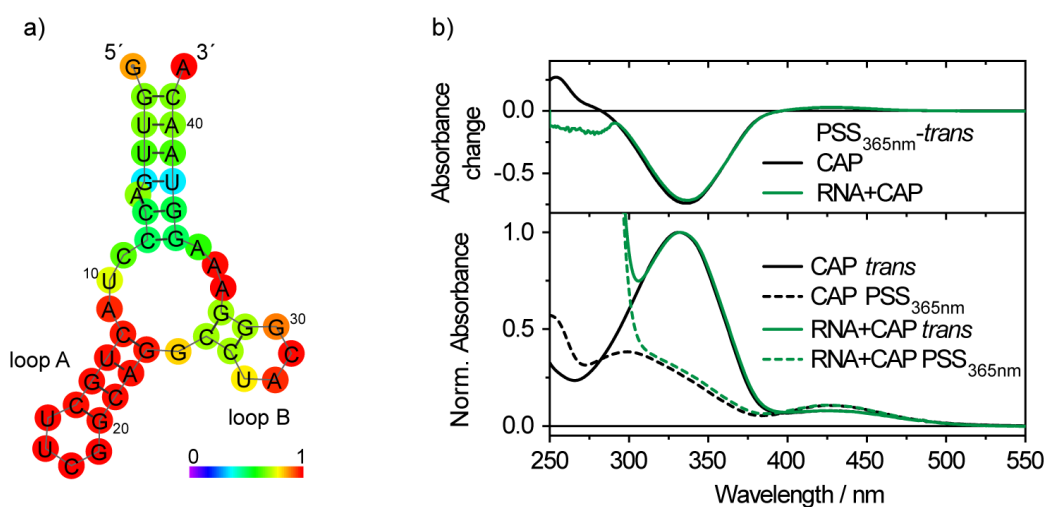 a)
5´ 3´
G A
G C
U A 40
U A
G U
A
C G
C C G A A
10 U A
A G G G 30
C C
loop A U G G C C C
G A U A
C C loop B
U G 20
U G
C
0 1
b)
Absorbance
change
0.0
-0.5
PSS365nm-trans
CAP
RNA+CAP
Norm. Absorbance
1.0
0.5
0.0
CAP trans
CAP PSS365nm
RNA+CAP trans
RNA+CAP PSS365nm
250 300 350 400 450 500 550
Wavelength / nm